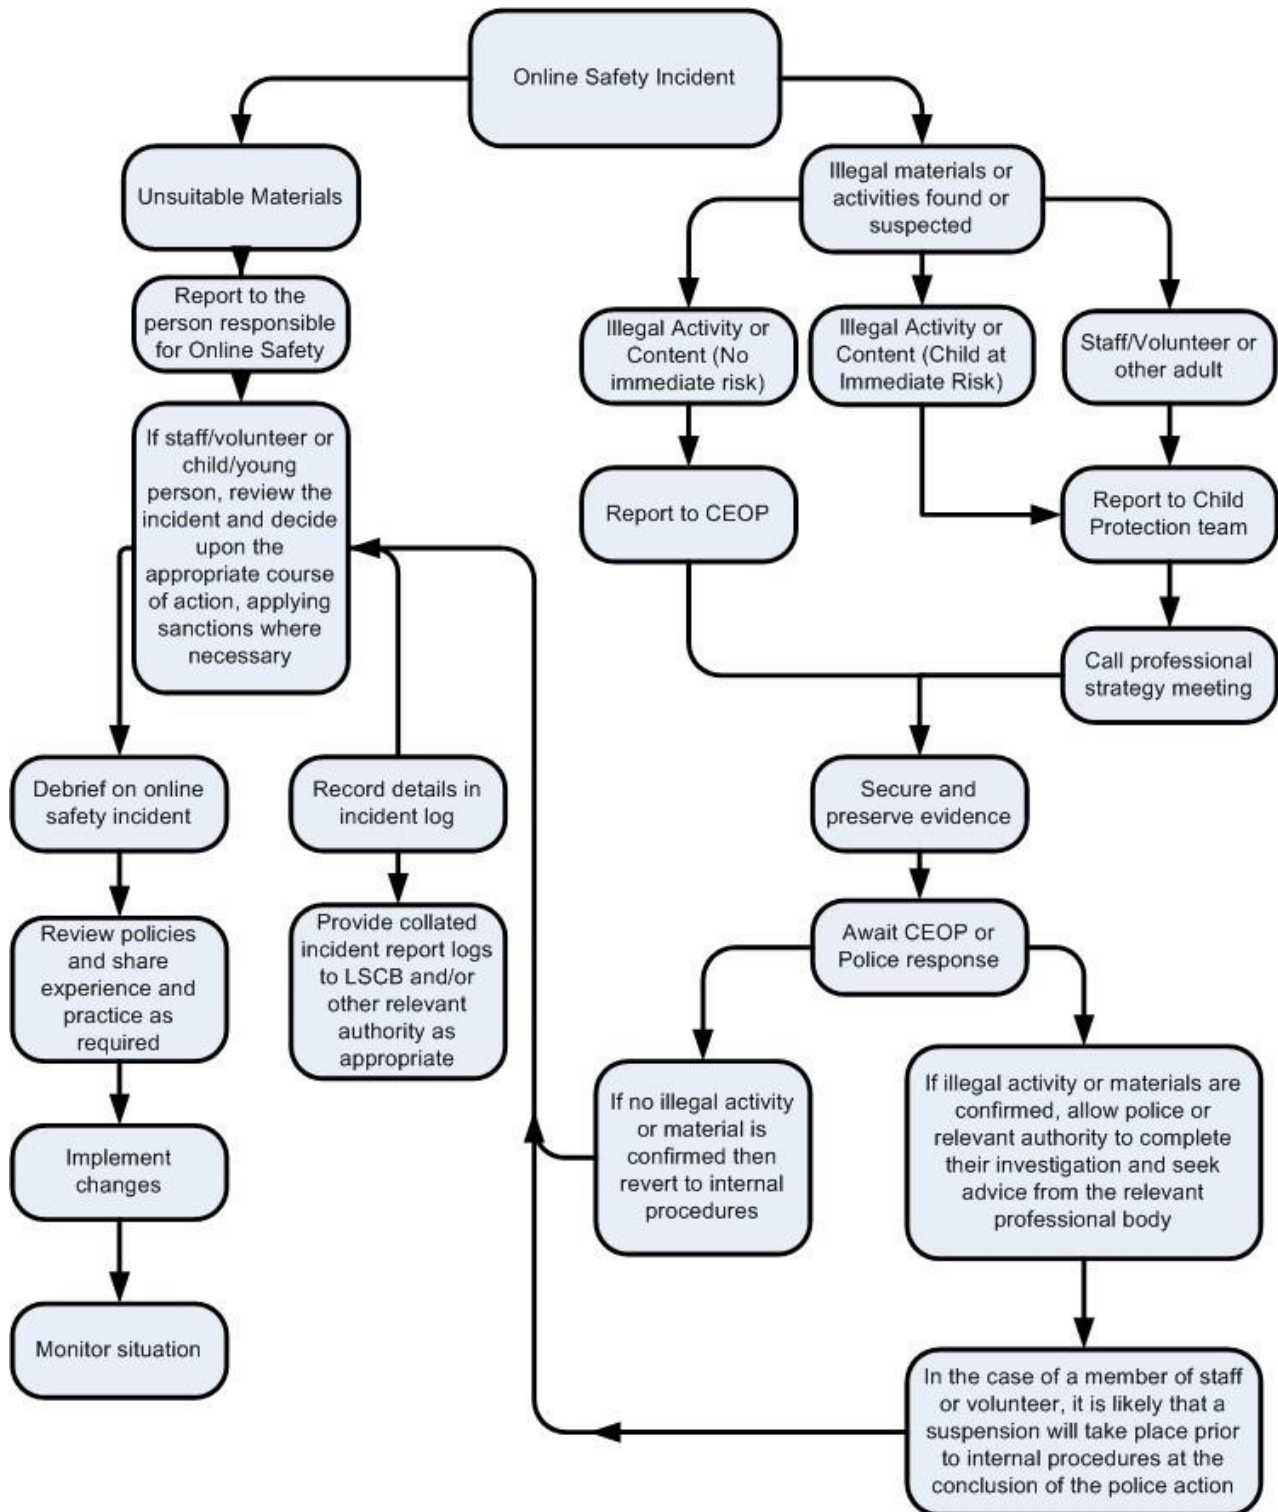 Online Safety Incident
Unsuitable Materials
Illegal materials or
activities found or
suspected
Report to the
person responsible
for Online Safety
Illegal Activity or
Content (No
immediate risk)
Illegal Activity or
Content (Child at
Immediate Risk)
Staff/Volunteer or
other adult
If staff/volunteer or
child/young
person, review the
incident and decide
upon the
appropriate course
of action, applying
sanctions where
necessary
Report to CEOP
Report to Child
Protection team
Call professional
strategy meeting
Debrief on online
safety incident
Record details in
incident log
Secure and
preserve evidence
Review policies
and share
experience and
practice as
required
Provide collated
incident report logs
to LSCB and/or
other relevant
authority as
appropriate
Await CEOP or
Police response
If no illegal activity
or material is
confirmed then
revert to internal
procedures
If illegal activity or materials are
confirmed, allow police or
relevant authority to complete
their investigation and seek
advice from the relevant
professional body
Implement
changes
Monitor situation
In the case of a member of staff
or volunteer, it is likely that a
suspension will take place prior
to internal procedures at the
conclusion of the police action